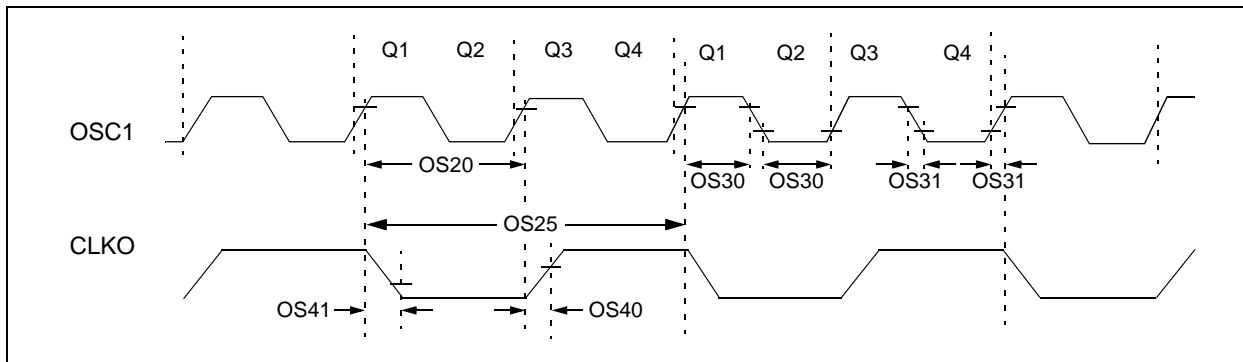 Q1 Q2 Q3 Q4 Q1 Q2 Q3 Q4
OSC1
OS20
OS30 OS30 OS31 OS31
OS25
CLKO
OS41 OS40